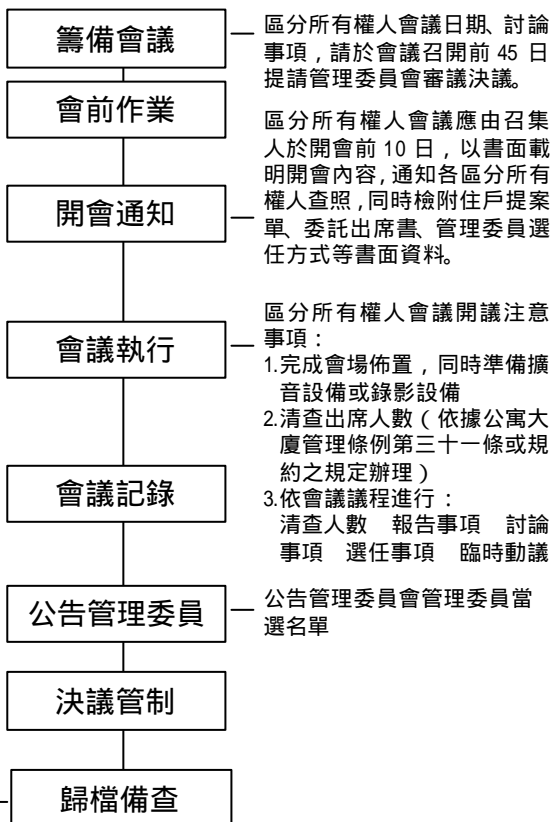 籌備會議
區分所有權人會議日期、討論
事項，請於會議召開前 45 日
提請管理委員會審議決議。
會前作業
開會通知
區分所有權人會議應由召集
人於開會前 10 日，以書面載
明開會內容，通知各區分所有
權人查照，同時檢附住戶提案
單、委託出席書、管理委員選
任方式等書面資料。
會議執行
區分所有權人會議開議注意
事項：
1.完成會場佈置，同時準備擴
音設備或錄影設備
2.清查出席人數（依據公寓大
廈管理條例第三十一條或規
約之規定辦理）
3.依會議議程進行：
清查人數 報告事項 討論
事項 選任事項 臨時動議
會議記錄
公告管理委員
公告管理委員會管理委員當
選名單
決議管制
歸檔備查